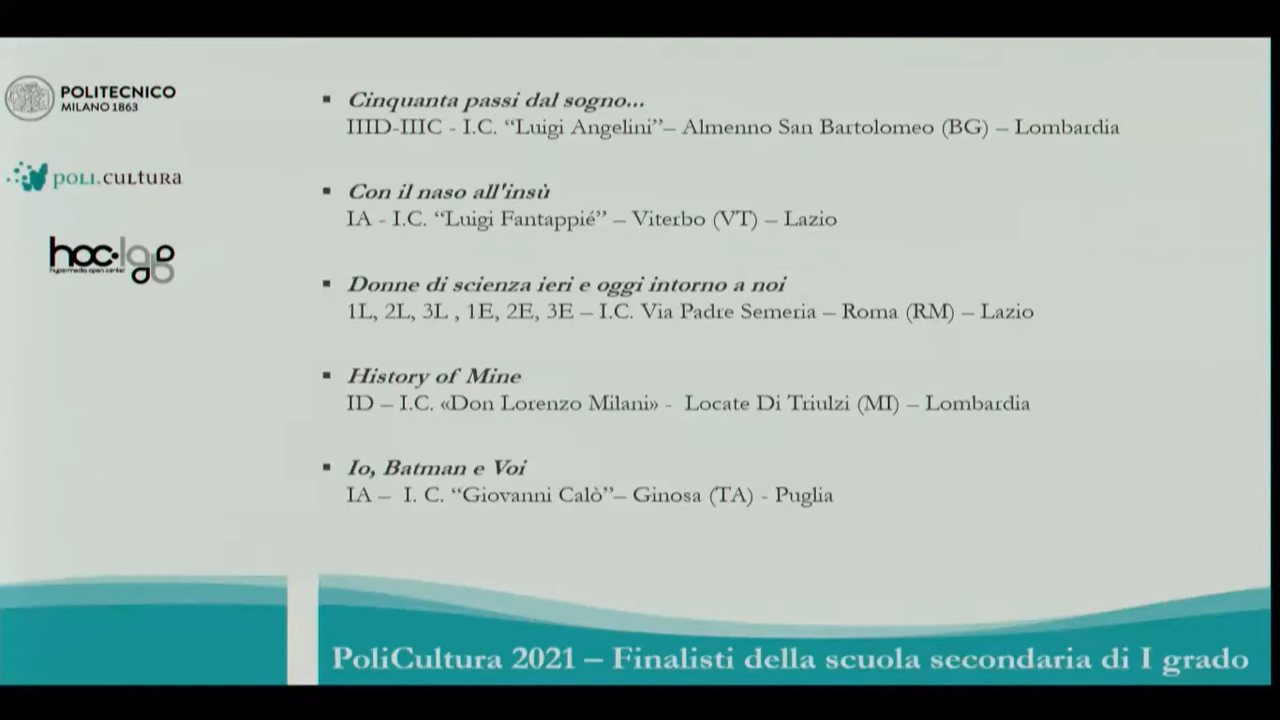 POLITECNICO
MILANO 1863
POLI.CULTURA
hoc-lab
hypermedia open center
▪ Cinquanta passi dal sogno...
IIID-IIIC - I.C. “Luigi Angelini”– Almenno San Bartolomeo (BG) – Lombardia
▪ Con il naso all'insù
IA - I.C. “Luigi Fantappié” – Viterbo (VT) – Lazio
▪ Donne di scienza ieri e oggi intorno a noi
1L, 2L, 3L , 1E, 2E, 3E – I.C. Via Padre Semeria – Roma (RM) – Lazio
▪ History of Mine
ID – I.C. «Don Lorenzo Milani» - Locate Di Triulzi (MI) – Lombardia
▪ Io, Batman e Voi
IA – I. C. “Giovanni Calò”– Ginosa (TA) - Puglia
PoliCultura 2021 – Finalisti della scuola secondaria di I grado